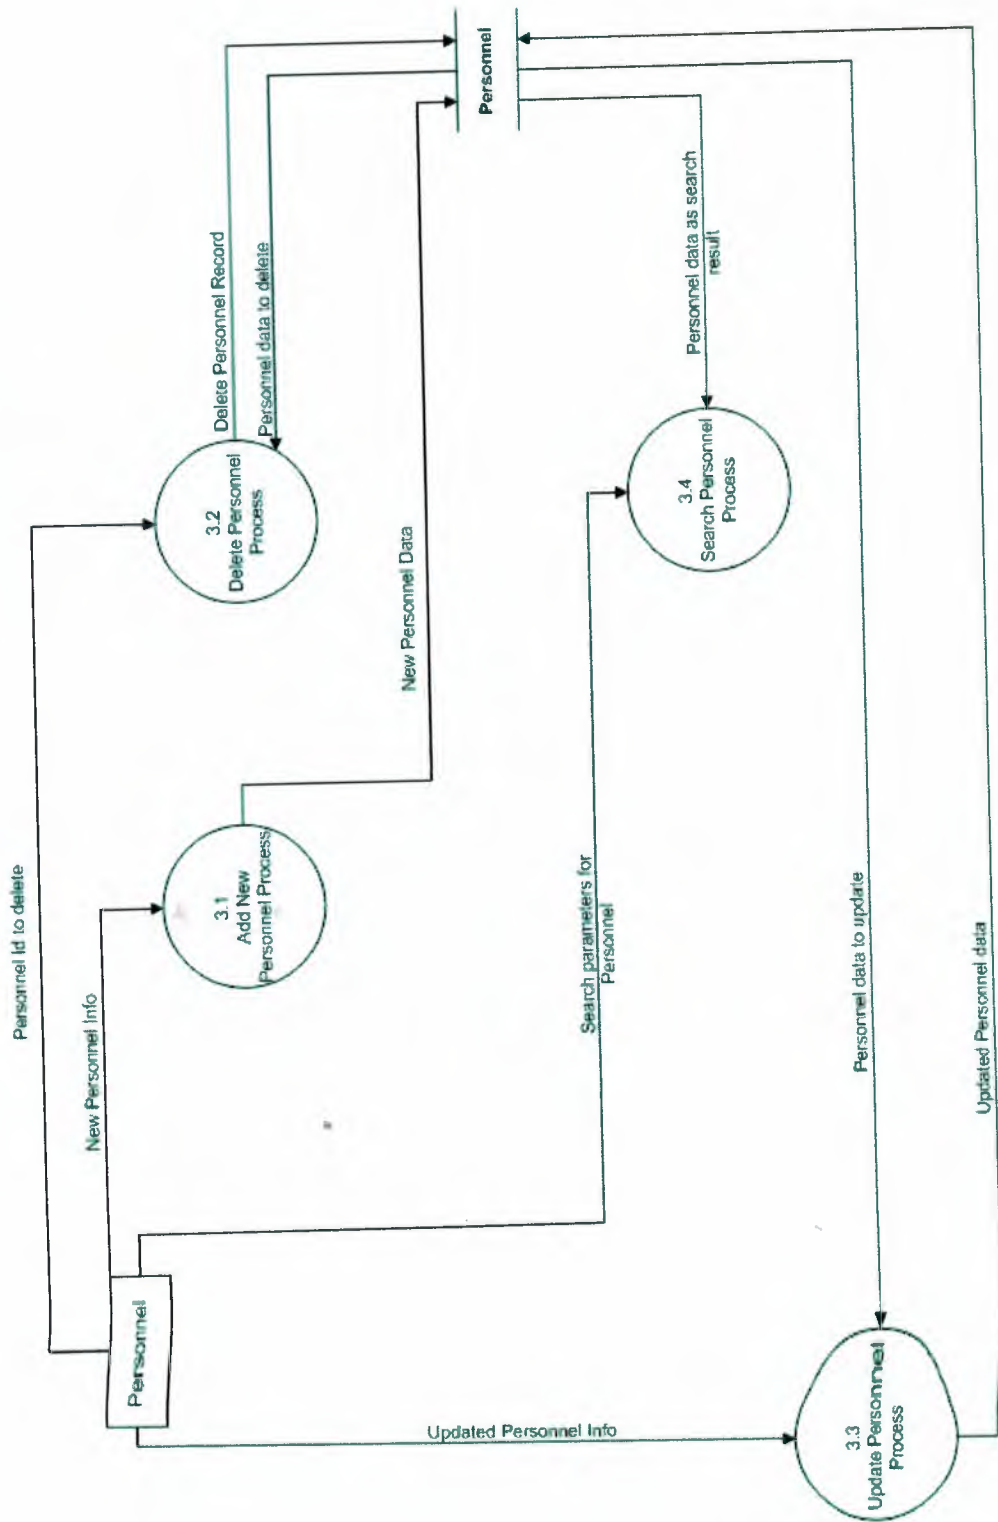 Personnel Id to delete
New Personnel Info
Personnel
Updated Personnel Info
3.1
Add New
Personnel Process
3.2
Delete Personnel
Process
Delete Personnel Record
Personnel data to delete
New Personnel Data
Personnel
Search parameters for
Personnel
3.4
Search Personnel
Process
Personnel data as search
result
3.3
Update Personnel
Process
Personnel data to update
Updated Personnel data